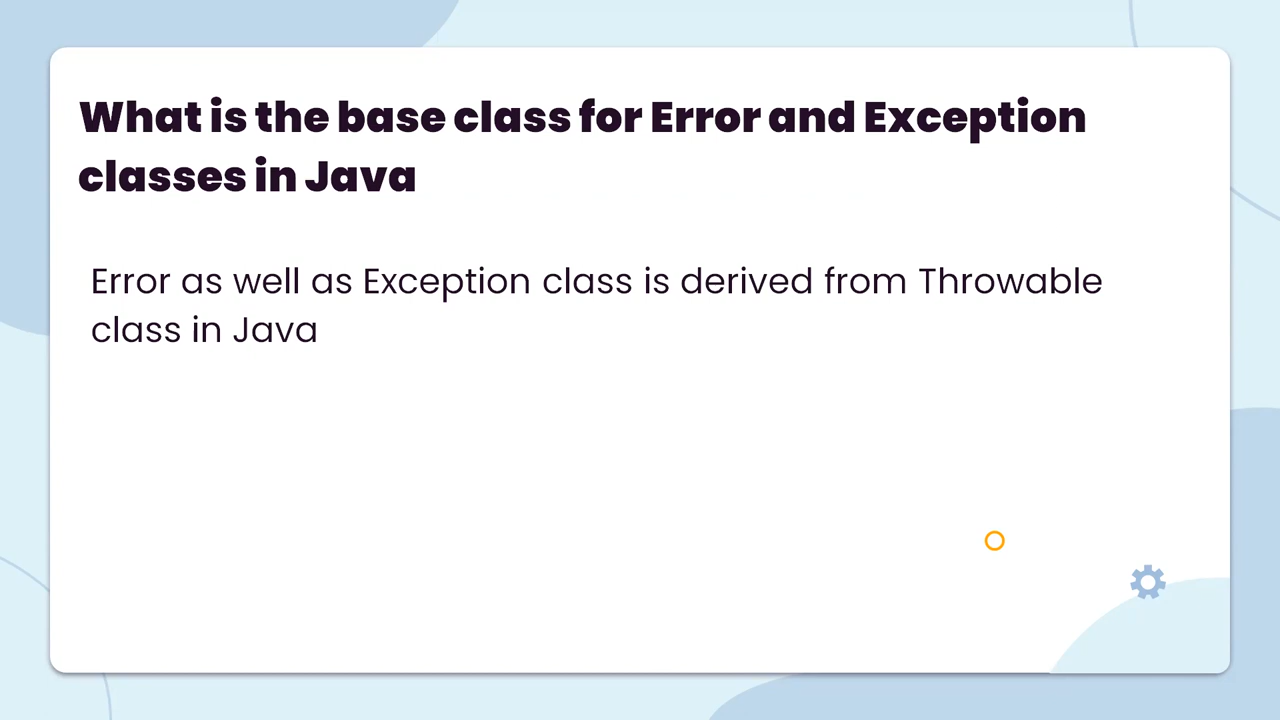 What is the base class for Error and Exception
classes in Java
Error as well as Exception class is derived from Throwable
class in Java